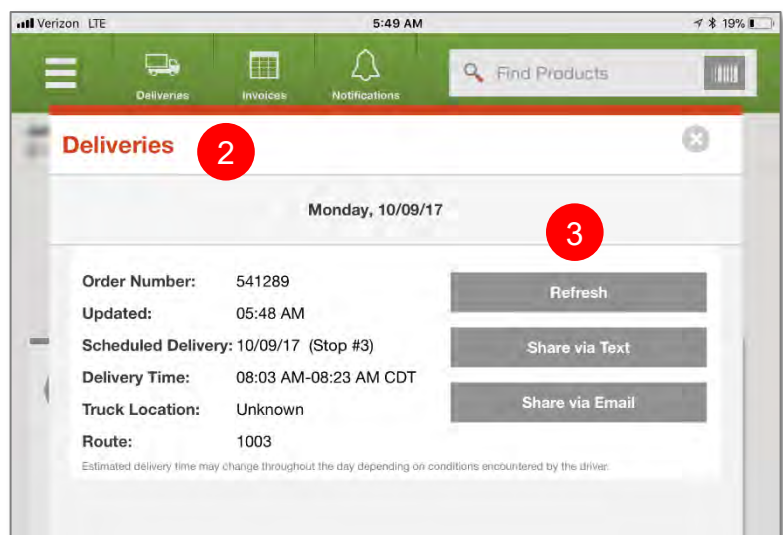 Verizon LTE 5:49 AM 19%
Deliveries Invoices Notifications Find Products
Deliveries 2
Monday, 10/09/17
3
Order Number: 541289
Refresh
Updated: 05:48 AM
Scheduled Delivery: 10/09/17 (Stop #3)
Share via Text
Delivery Time: 08:03 AM-08:23 AM CDT
Truck Location: Unknown
Share via Email
Route: 1003
Estimated delivery time may change throughout the day depending on conditions encountered by the driver.